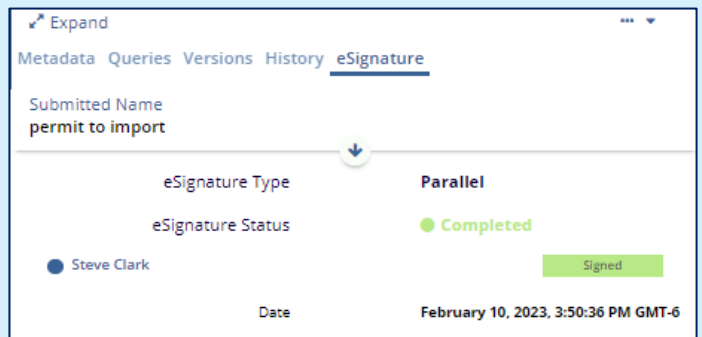 Expand
Metadata Queries Versions History eSignature
Submitted Name
permit to import
eSignature Type Parallel
eSignature Status Completed
Steve Clark Signed
Date February 10, 2023, 3:50:36 PM GMT-6